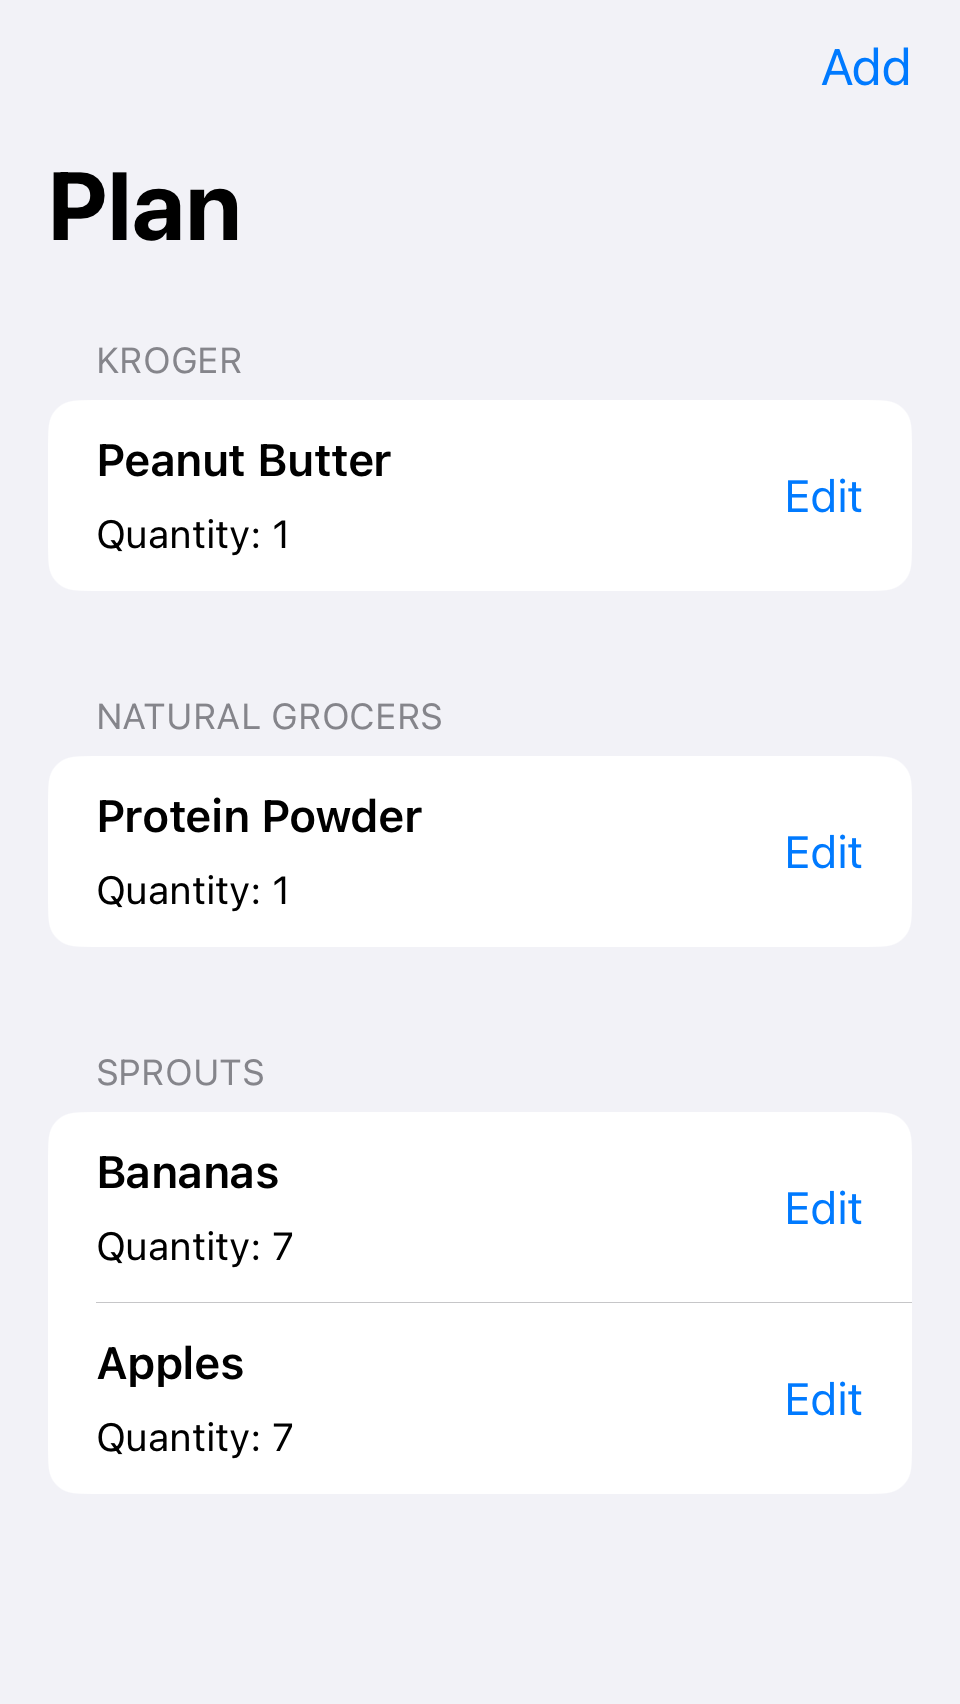 Add
Plan
KROGER
Peanut Butter
Edit
Quantity: 1
NATURAL GROCERS
Protein Powder
Edit
Quantity: 1
SPROUTS
Bananas
Edit
Quantity: 7
Apples
Edit
Quantity: 7